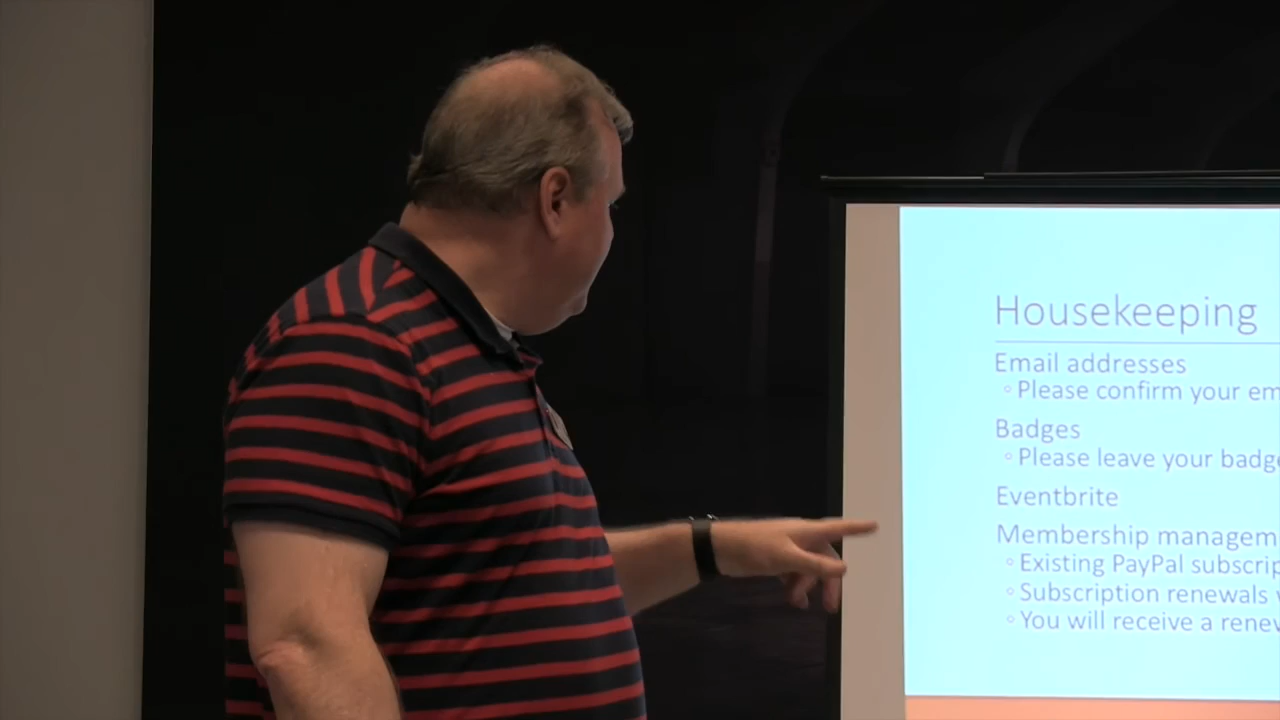 Housekeeping
Email addresses
Please confirm your em
Badges
Please leave your badge
Eventbrite
Membership managem
Existing PayPal subscrip
Subscription renewals
You will receive a renev